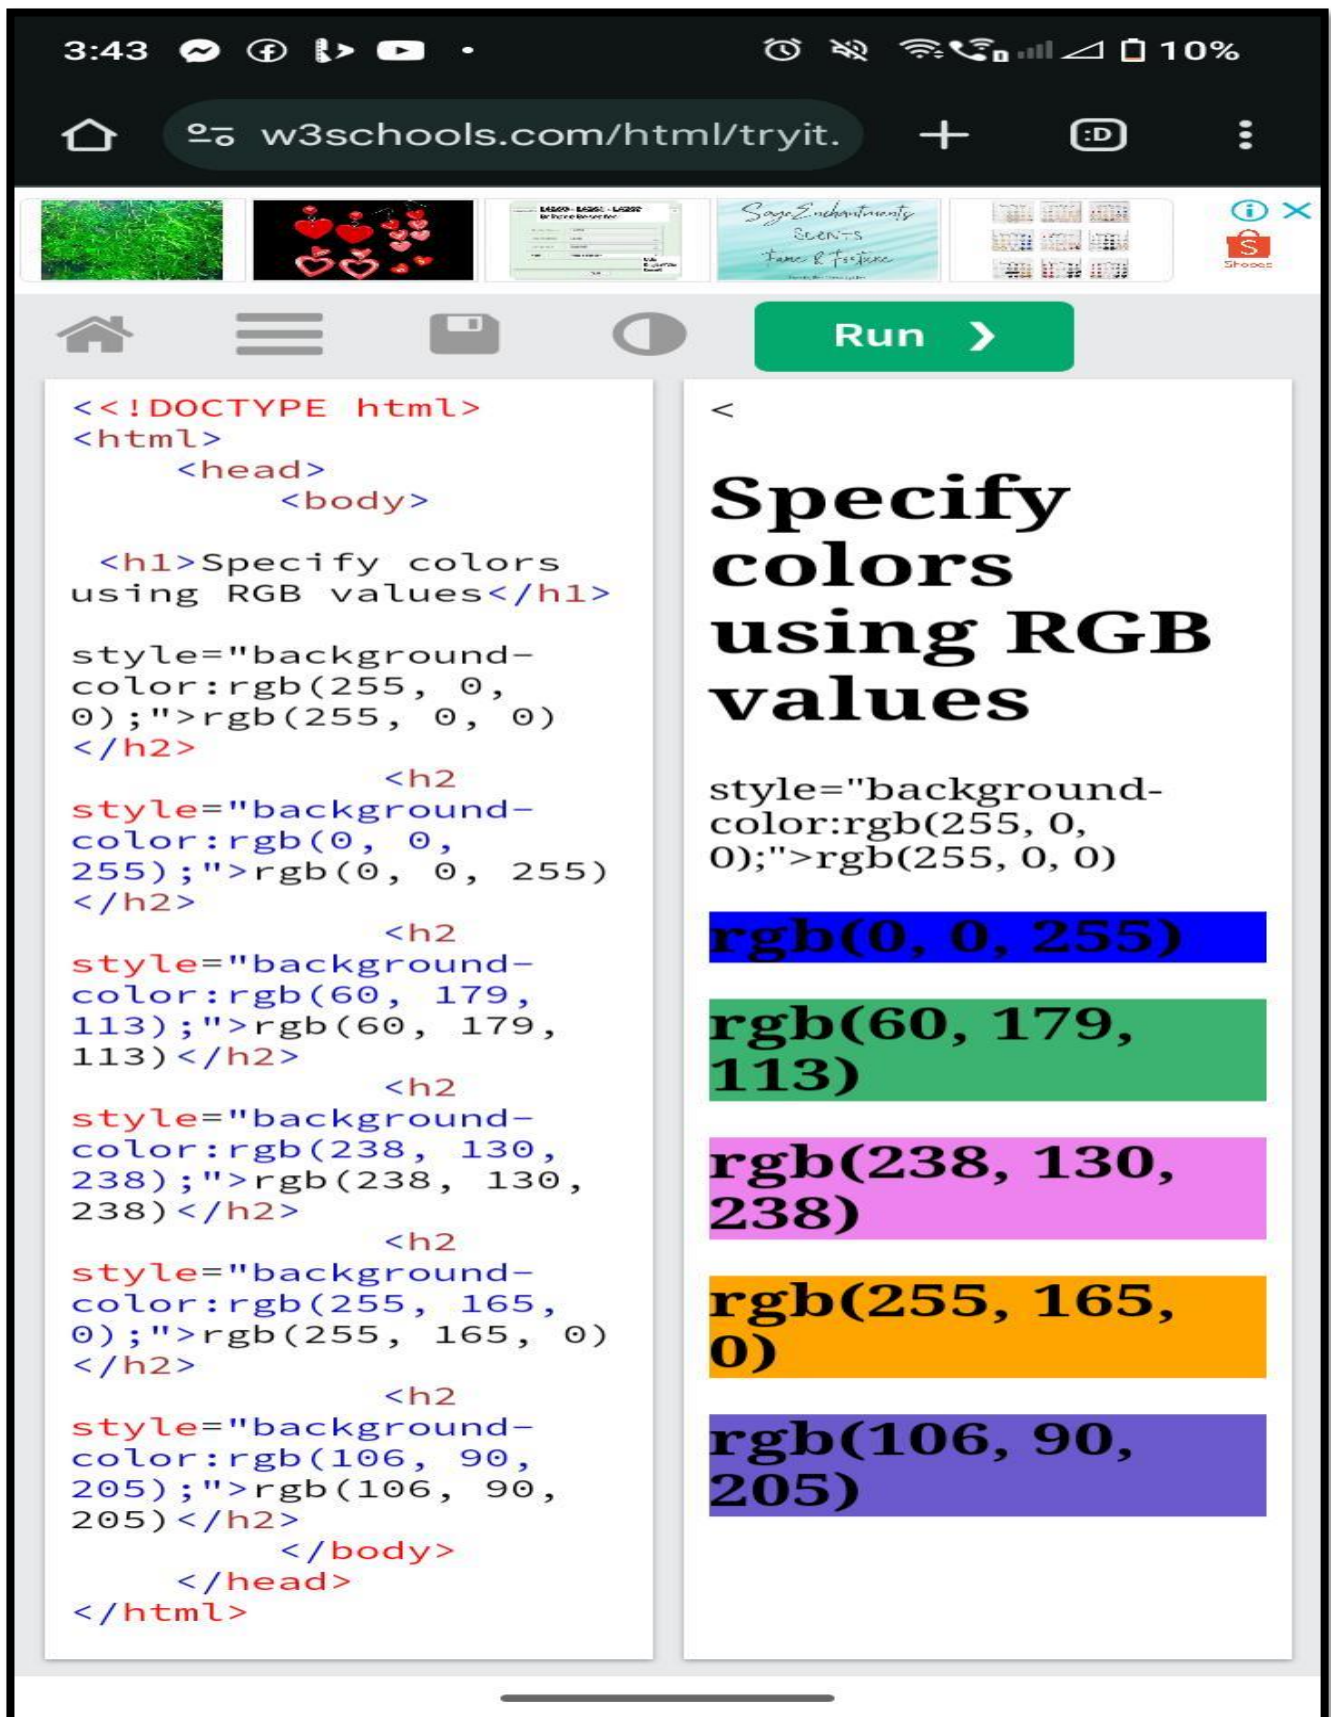 3:43
10%
w3schools.com/html/tryit.
Sage Enchantments
SCENTS
Shopee
Run
<<!DOCTYPE html>
<html>
<head>
<body>
<h1>Specify colors
using RGB values</h1>
style="background-
color:rgb(255, 0,
0);">rgb(255, 0, 0)
</h2>
<h2
style="background-
color:rgb(0, 0,
255);">rgb(0, 0, 255)
</h2>
<h2
style="background-
color:rgb(60, 179,
113);">rgb(60, 179,
113)</h2>
<h2
style="background-
color:rgb(238, 130,
238);">rgb(238, 130,
238)</h2>
<h2
style="background-
color:rgb(255, 165,
0);">rgb(255, 165, 0)
</h2>
<h2
style="background-
color:rgb(106, 90,
205);">rgb(106, 90,
205)</h2>
</body>
</head>
</html>
<
Specify
colors
using RGB
values
style="background-
color:rgb(255, 0,
0);">rgb(255, 0, 0)
rgb(0, 0, 255)
rgb(60, 179,
113)
rgb(238, 130,
238)
rgb(255, 165,
0)
rgb(106, 90,
205)